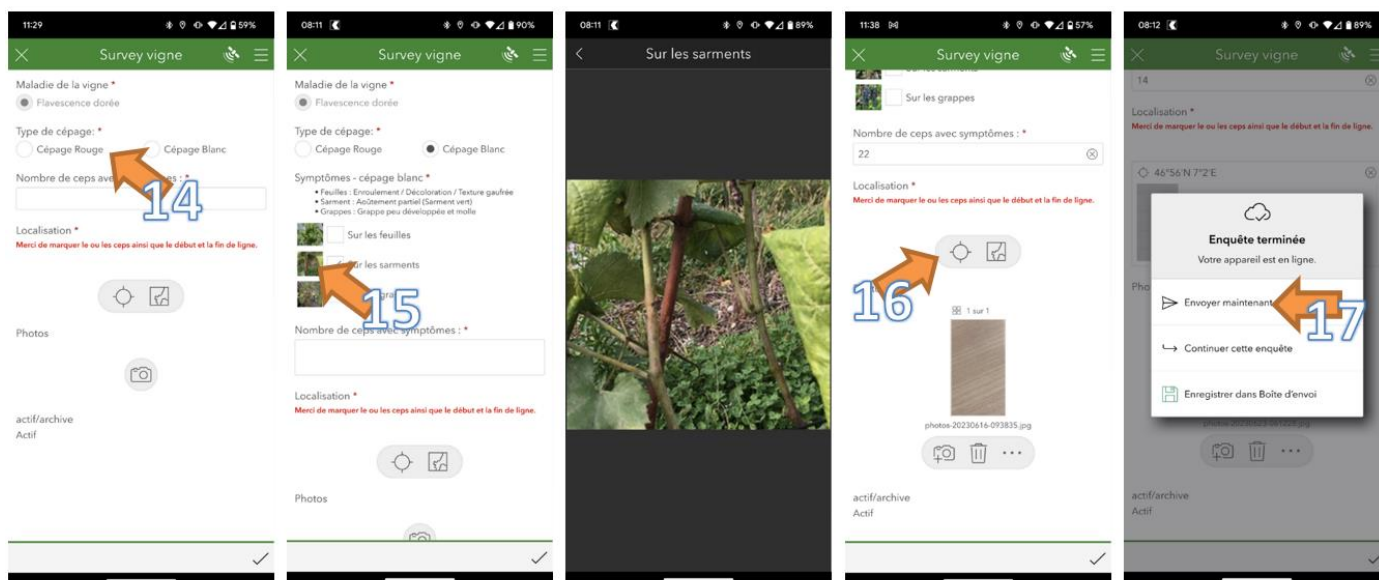 11:29
59%
Survey vigne
Maladie de la vigne *
Flavescence dorée
Type de cépage: *
Cépage Rouge
Cépage Blanc
14
Nombre de ceps
Localisation *
Merci de marquer le ou les ceps ainsi que le début et la fin de ligne.
Photos
actif/archive
Actif
08:11
90%
Survey vigne
Maladie de la vigne *
Flavescence dorée
Type de cépage: *
Cépage Rouge
Cépage Blanc
Symptômes - cépage blanc *
• Feuilles : Enroulement / Décoloration / Texture gaufrée
• Sarment : Aoûtement partiel (Sarment vert)
• Grappes : Grappe peu développée et molle
Sur les feuilles
Sur les sarments
15
Nombre de ceps avec symptômes : *
Localisation *
Merci de marquer le ou les ceps ainsi que le début et la fin de ligne.
Photos
08:11
89%
Sur les sarments
11:38
57%
Survey vigne
Sur les grappes
Nombre de ceps avec symptômes : *
22
Localisation *
Merci de marquer le ou les ceps ainsi que le début et la fin de ligne.
16
1 sur 1
photos-20230616-093835.jpg
actif/archive
Actif
08:12
89%
Survey vigne
14
Localisation *
Merci de marquer le ou les ceps ainsi que le début et la fin de ligne.
46°56'N 7°2'E
Enquête terminée
Votre appareil est en ligne.
Pho
Envoyer maintenant
17
Continuer cette enquête
Enregistrer dans Boîte d'envoi
actif/archive
Actif